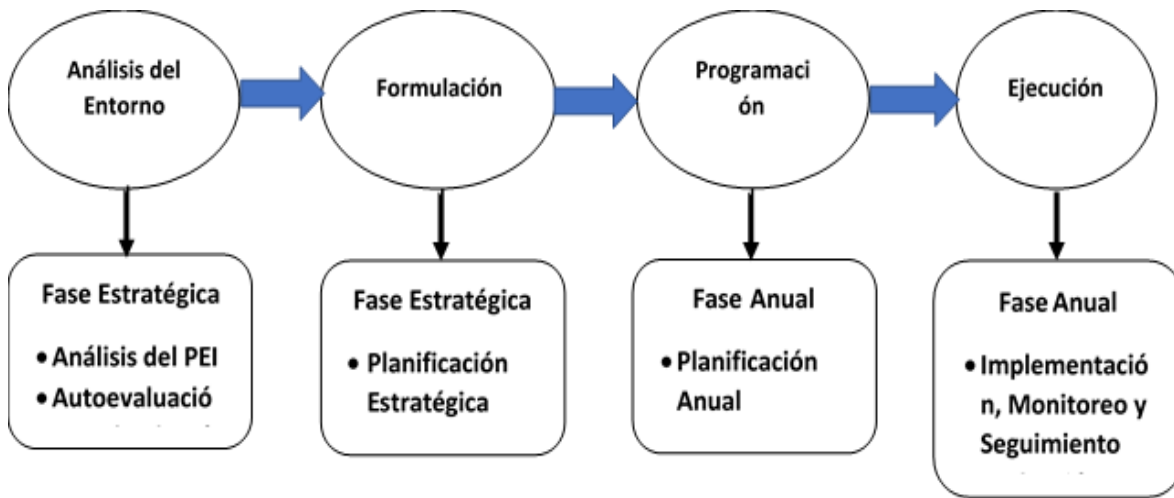 Análisis del
Entorno
Formulación
Programaci
ón
Ejecución
Fase Estratégica
• Análisis del PEI
• Autoevaluació
Fase Estratégica
• Planificación
Estratégica
Fase Anual
• Planificación
Anual
Fase Anual
• Implementació
n, Monitoreo y
Seguimiento